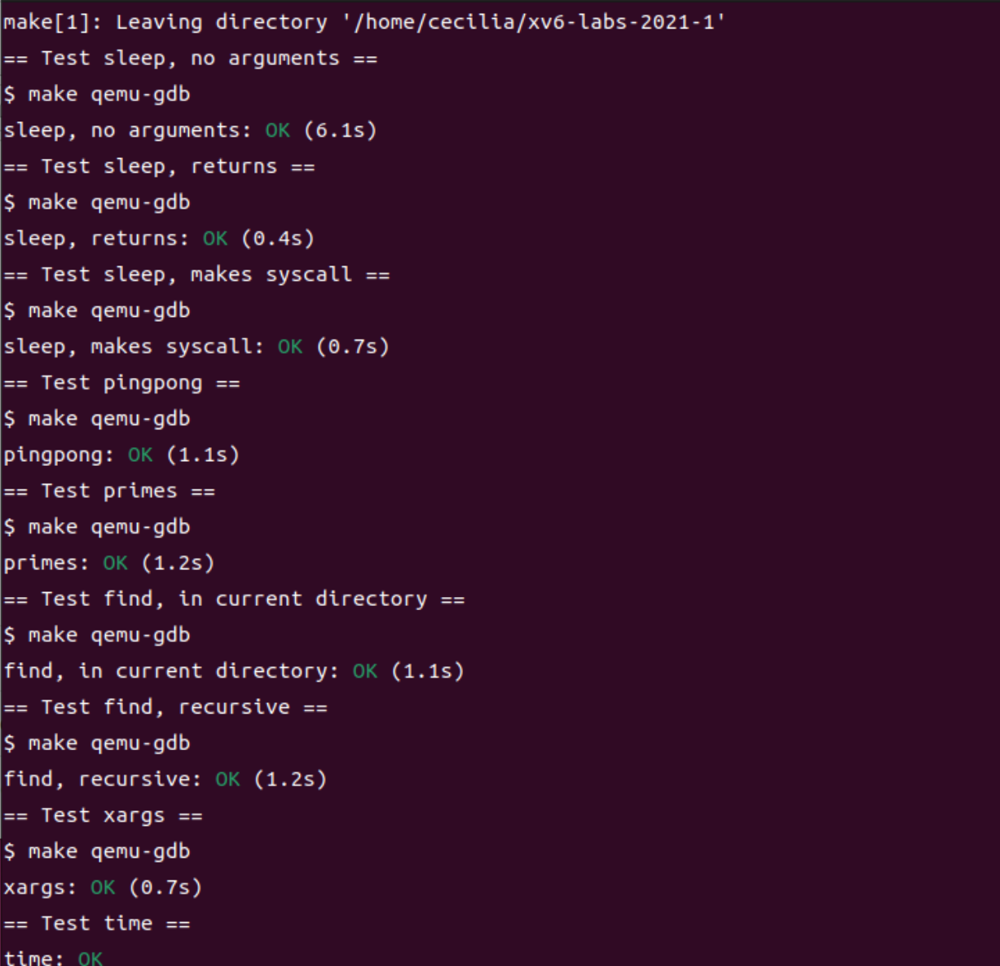 make[1]: Leaving directory '/home/cecilia/xv6-labs-2021-1'
== Test sleep, no arguments ==
$ make qemu-gdb
sleep, no arguments: OK (6.1s)
== Test sleep, returns ==
$ make qemu-gdb
sleep, returns: OK (0.4s)
== Test sleep, makes syscall ==
$ make qemu-gdb
sleep, makes syscall: OK (0.7s)
== Test pingpong ==
$ make qemu-gdb
pingpong: OK (1.1s)
== Test primes ==
$ make qemu-gdb
primes: OK (1.2s)
== Test find, in current directory ==
$ make qemu-gdb
find, in current directory: OK (1.1s)
== Test find, recursive ==
$ make qemu-gdb
find, recursive: OK (1.2s)
== Test xargs ==
$ make qemu-gdb
xargs: OK (0.7s)
== Test time ==
time: OK